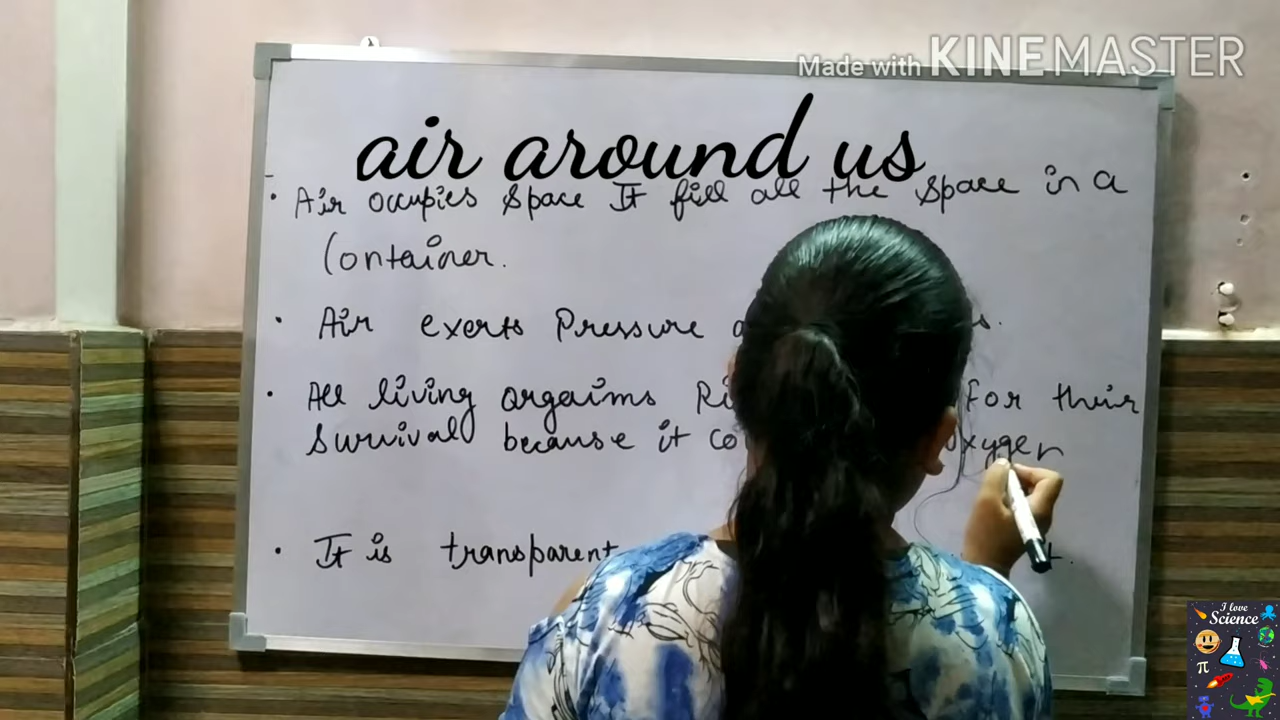 Made with KINEMASTER
air around us
• Air occupies space It fill all the space in a
Container.
• Air exerts Pressure
• All living orgaims for their
Survival because it oxygen
• It is transparent
I love
Science
π